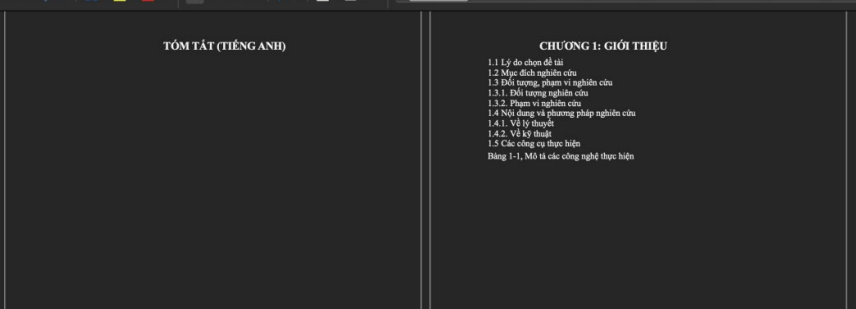 TÓM TẮT (TIẾNG ANH)
CHƯƠNG 1: GIỚI THIỆU
1.1 Lý do chọn đề tài
1.2 Mục đích nghiên cứu
1.3 Đối tượng, phạm vi nghiên cứu
1.3.1. Đối tượng nghiên cứu
1.3.2. Phạm vi nghiên cứu
1.4 Nội dung và phương pháp nghiên cứu
1.4.1. Về lý thuyết
1.4.2. Về kỹ thuật
1.5 Các công cụ thực hiện
Bảng 1-1, Mô tả các công nghệ thực hiện